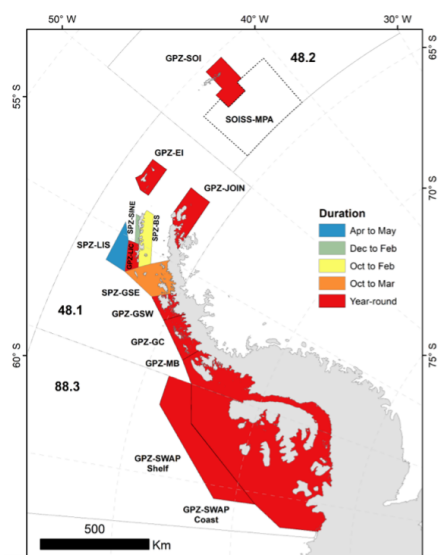 50° W
40° W
30° W
65° S
GPZ-SOI
48.2
55° S
SOISS-MPA
GPZ-EI
GPZ-JOIN
70° S
SPZ-SINE
SPZ-BS
SPZ-LIS
GPZ-LIC
Duration
Apr to May
Dec to Feb
Oct to Feb
Oct to Mar
Year-round
SPZ-GSE
GPZ-GSW
48.1
GPZ-GC
60° S
GPZ-MB
75° S
88.3
GPZ-SWAP
Shelf
GPZ-SWAP
Coast
500
Km